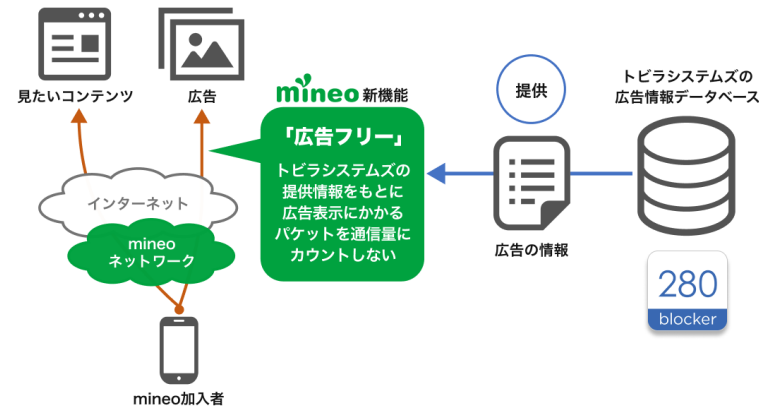 見たいコンテンツ
広告
mineo 新機能
「広告フリー」
トビラシステムズの
提供情報をもとに
広告表示にかかる
パケットを通信量に
カウントしない
提供
広告の情報
トビラシステムズの
広告情報データベース
280
blocker
インターネット
mineo
ネットワーク
mineo加入者